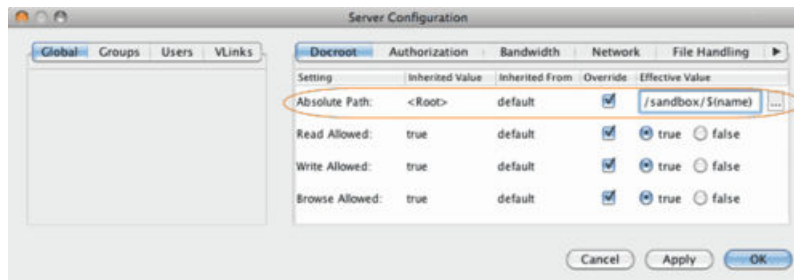 Server Configuration
Global Groups Users VLinks
Docroot Authorization Bandwidth Network File Handling
Setting Inherited Value Inherited From Override Effective Value
Absolute Path: <Root> default /sandbox/$(name) ...
Read Allowed: true default true false
Write Allowed: true default true false
Browse Allowed: true default true false
Cancel Apply OK